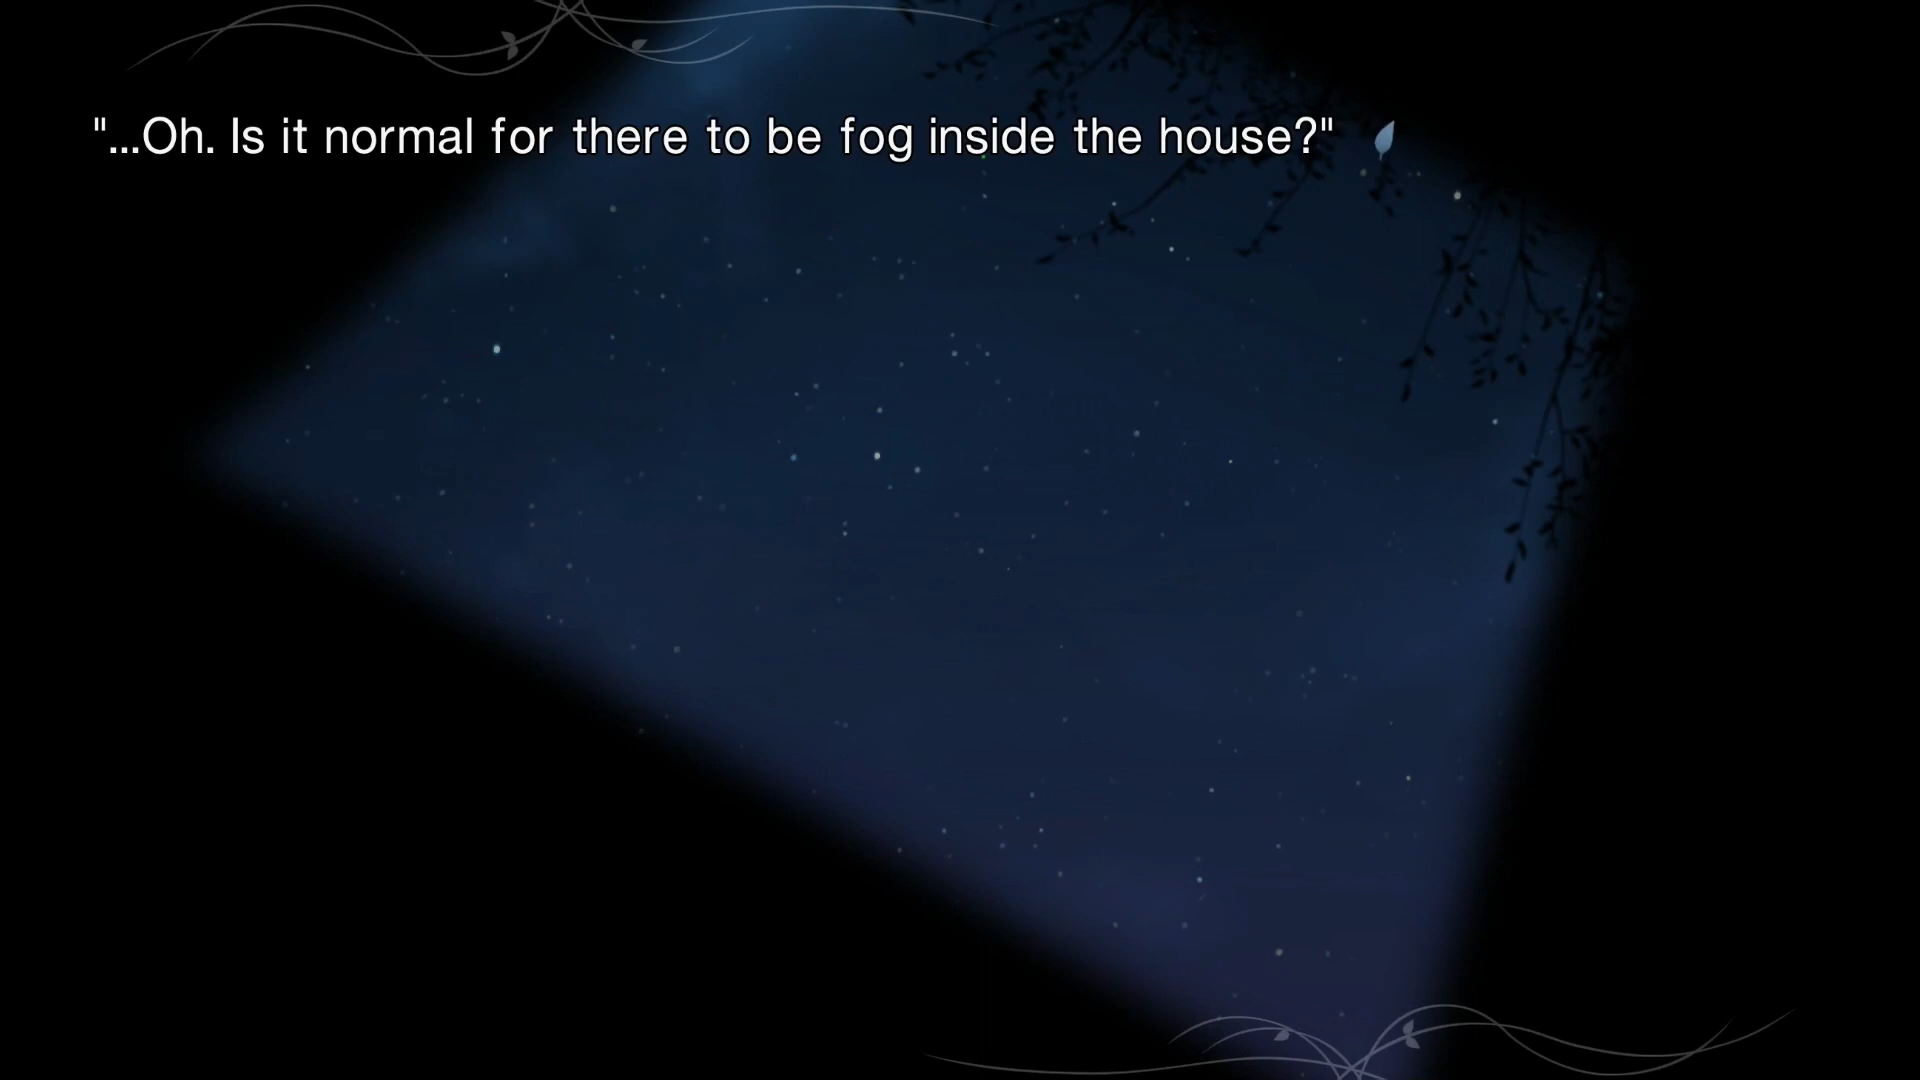 "...Oh. Is it normal for there to be fog inside the house?"